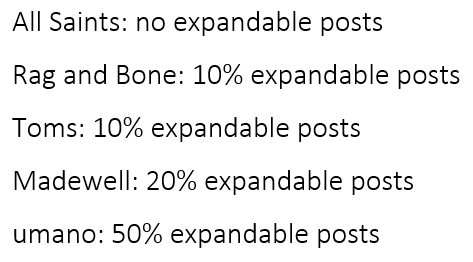 All Saints: no expandable posts
Rag and Bone: 10% expandable posts
Toms: 10% expandable posts
Madewell: 20% expandable posts
umano: 50% expandable posts